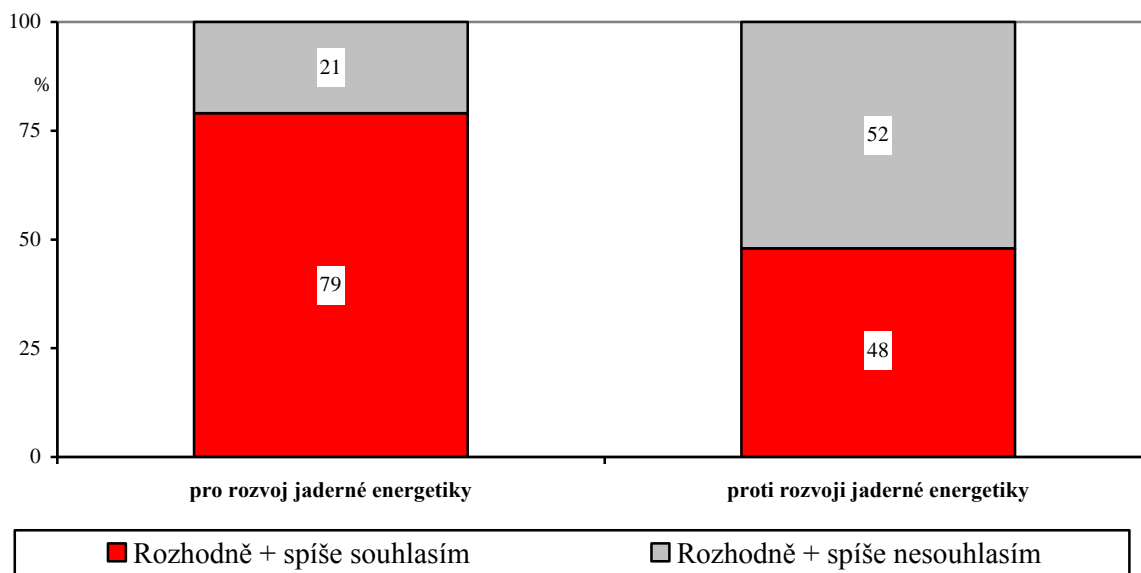 100
%
75
50
25
0
21
79
52
48
pro rozvoj jaderné energetiky
proti rozvoji jaderné energetiky
Rozhodně + spíše souhlasím
Rozhodně + spíše nesouhlasím